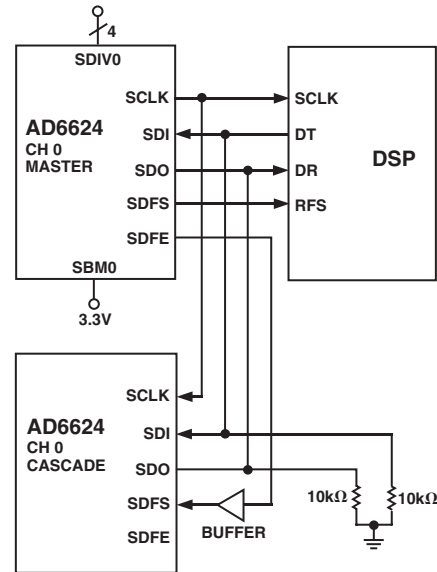 4
SDIV0
SCLK
SDI
SDO
SDFS
SDFE
AD6624
CH 0
MASTER
SBM0
3.3V
SCLK
DT
DR
RFS
DSP
AD6624
CH 0
CASCADE
SCLK
SDI
SDO
SDFS
SDFE
BUFFER
10kΩ
10kΩ